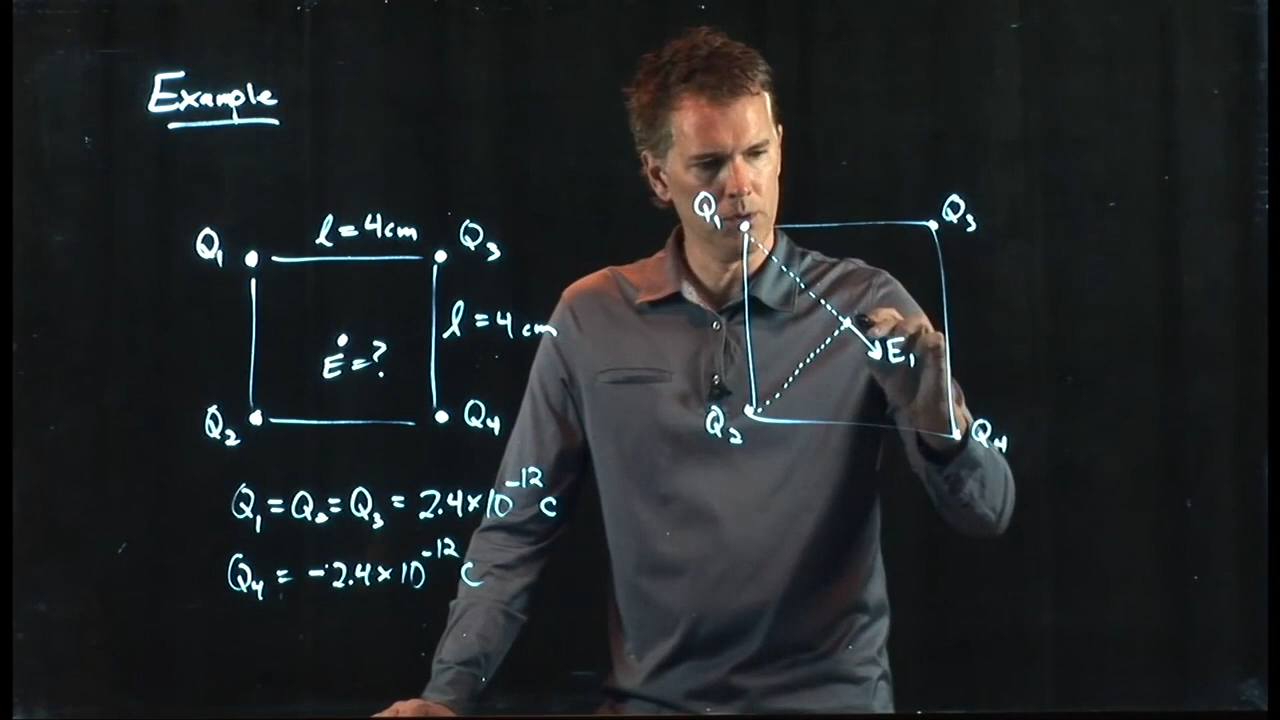 Example
Q₁ l = 4cm Q₃
l = 4 cm
E = ?
Q₂ Q₄
Q₁ = Q₂ = Q₃ = 2.4 × 10⁻¹² C
Q₄ = -2.4 × 10⁻¹² C
Q₁ Q₃
E₁
Q₂ Q₄